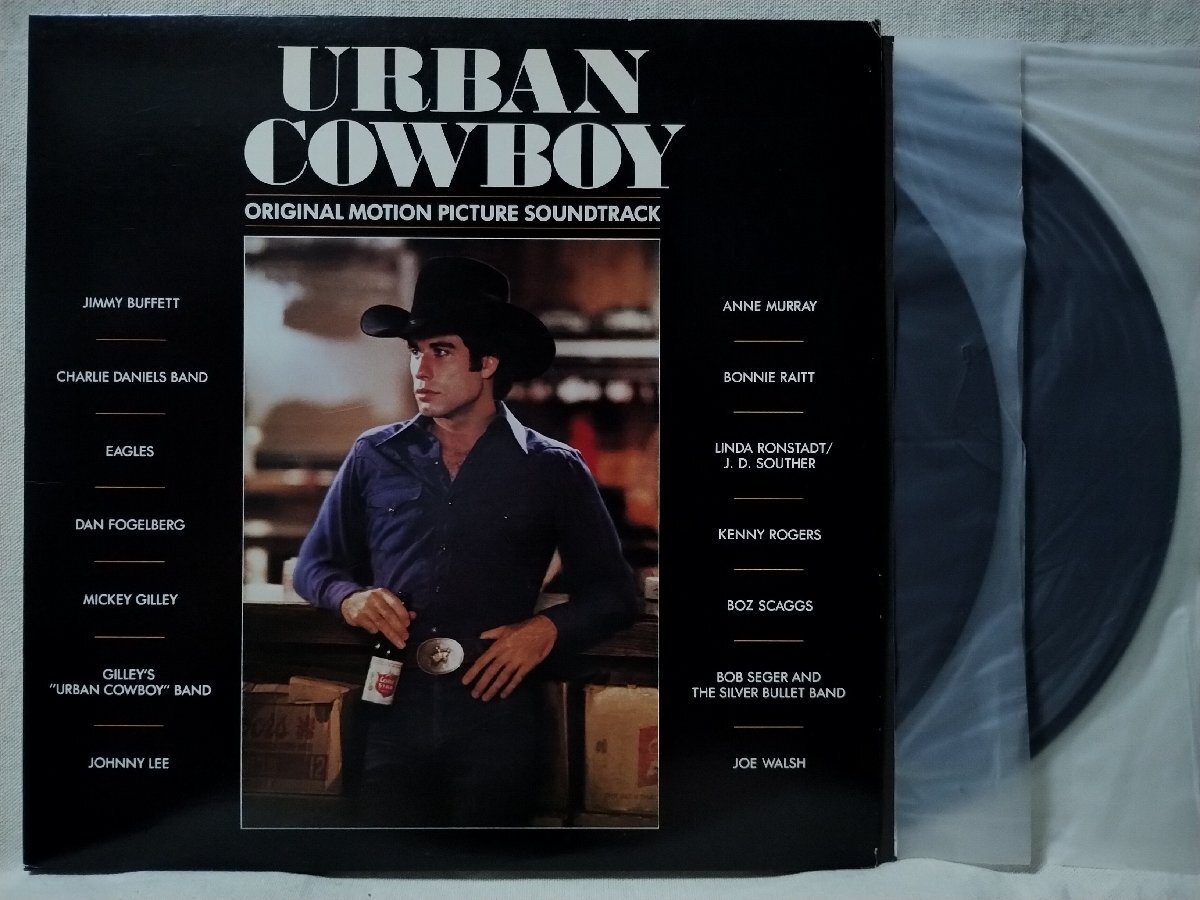 URBAN
COWBOY
ORIGINAL MOTION PICTURE SOUNDTRACK
JIMMY BUFFETT
CHARLIE DANIELS BAND
EAGLES
DAN FOGELBERG
MICKEY GILLEY
GILLEY'S
"URBAN COWBOY" BAND
JOHNNY LEE
ANNE MURRAY
BONNIE RAITT
LINDA RONSTADT/
J. D. SOUTHER
KENNY ROGERS
BOZ SCAGGS
BOB SEGER AND
THE SILVER BULLET BAND
JOE WALSH